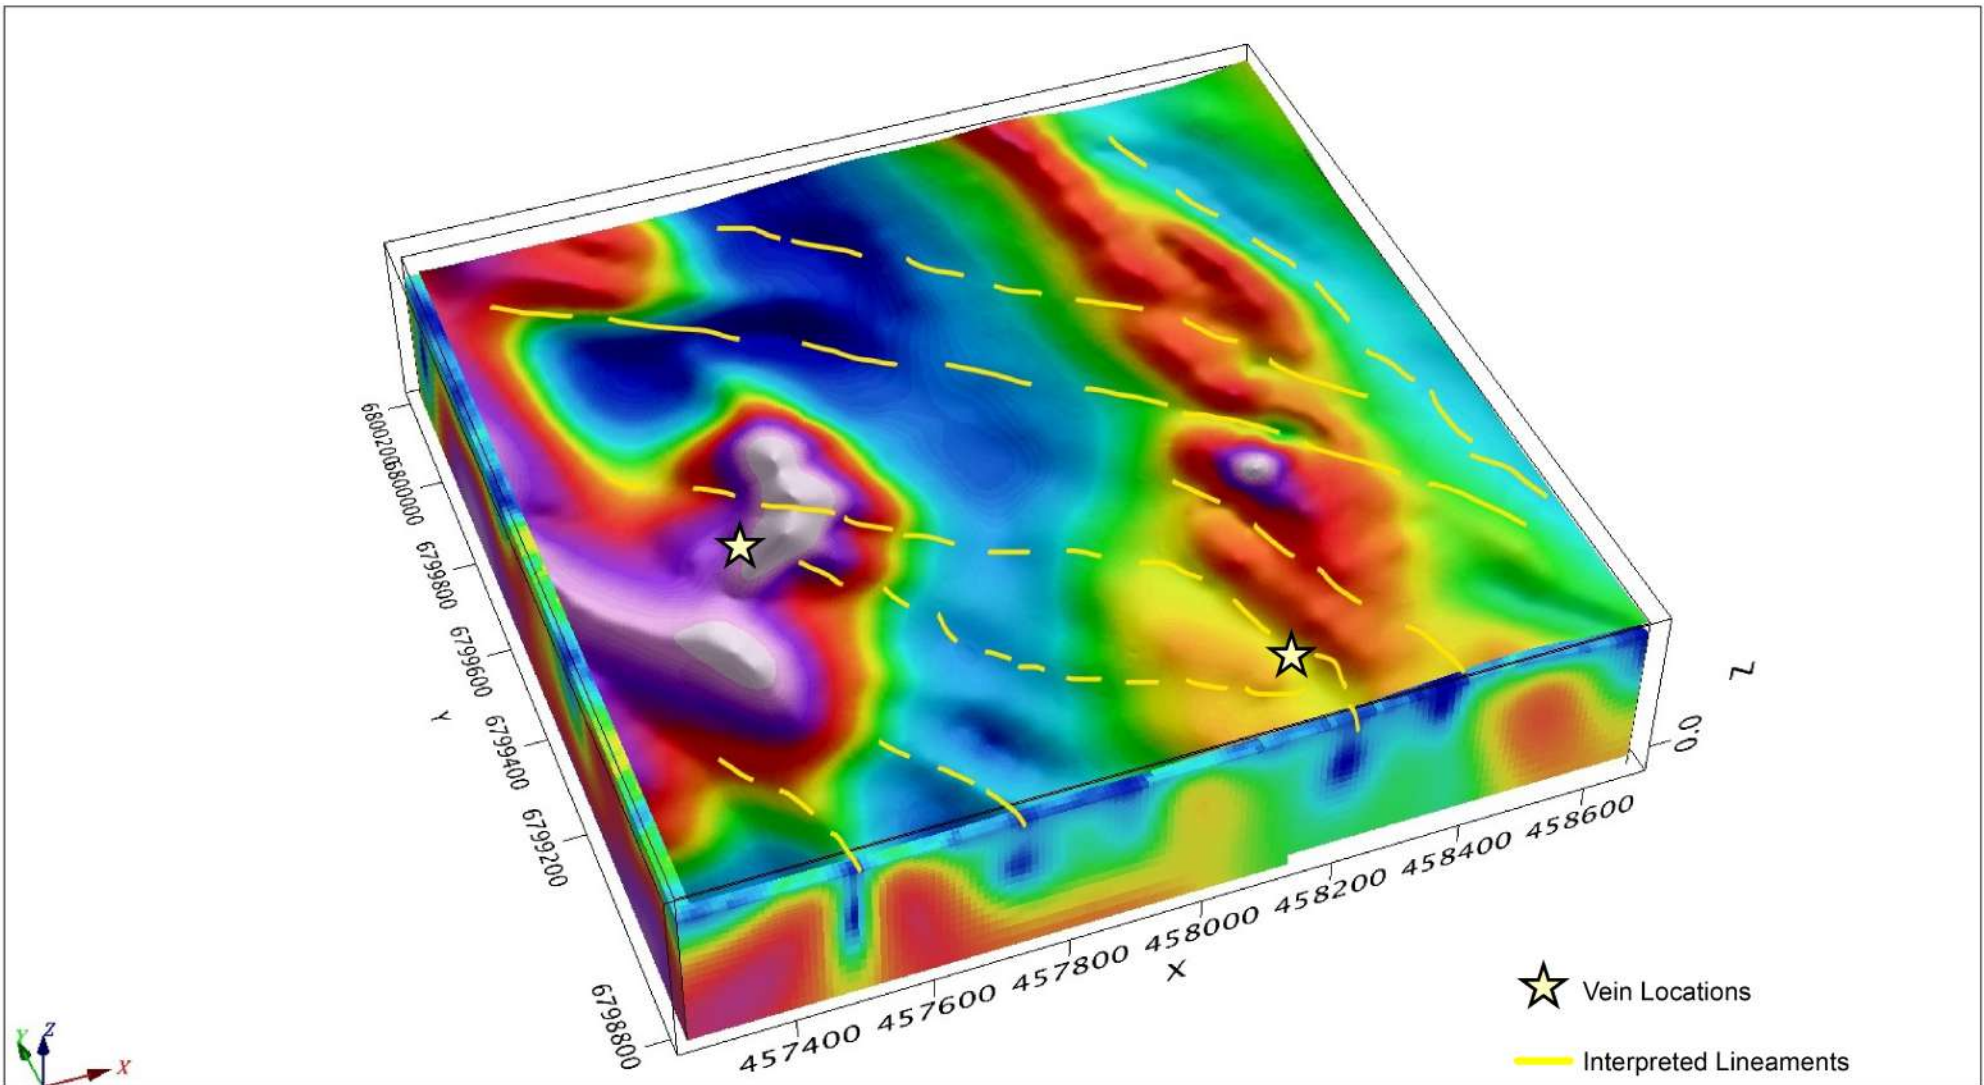 6800200
6800000
6799800
6799600
6799400
6799200
6798800
Y
457400
457600
457800
458000
458200
458400
458600
X
0.0
Z
Vein Locations
Interpreted Lineaments
Y
Z
X